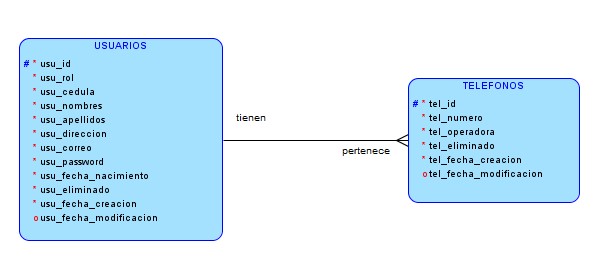 USUARIOS
# * usu_id
* usu_rol
* usu_cedula
* usu_nombres
* usu_apellidos
* usu_direccion
* usu_correo
* usu_password
* usu_fecha_nacimiento
* usu_eliminado
* usu_fecha_creacion
o usu_fecha_modificacion
tienen
pertenece
TELEFONOS
# * tel_id
* tel_numero
* tel_operadora
* tel_eliminado
* tel_fecha_creacion
o tel_fecha_modificacion